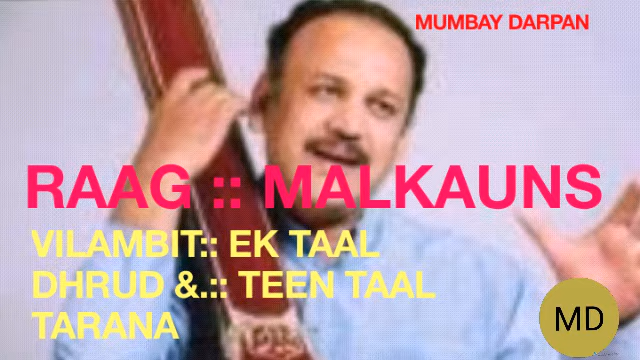 MUMBAY DARPAN
RAAG :: MALKAUNS
VILAMBIT:: EK TAAL
DHRUD &.:: TEEN TAAL
TARANA
MD